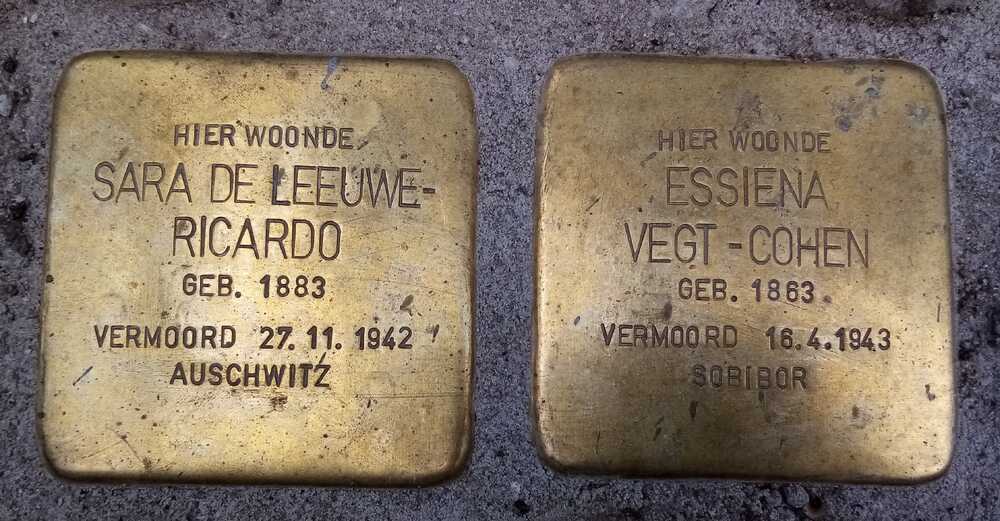 HIER WOONDE
SARA DE LEEUWE-
RICARDO
GEB. 1883
VERMOORD 27.11.1942
AUSCHWITZ
HIER WOONDE
ESSIENA
VEGT - COHEN
GEB. 1863
VERMOORD 16.4.1943
SOBIBOR